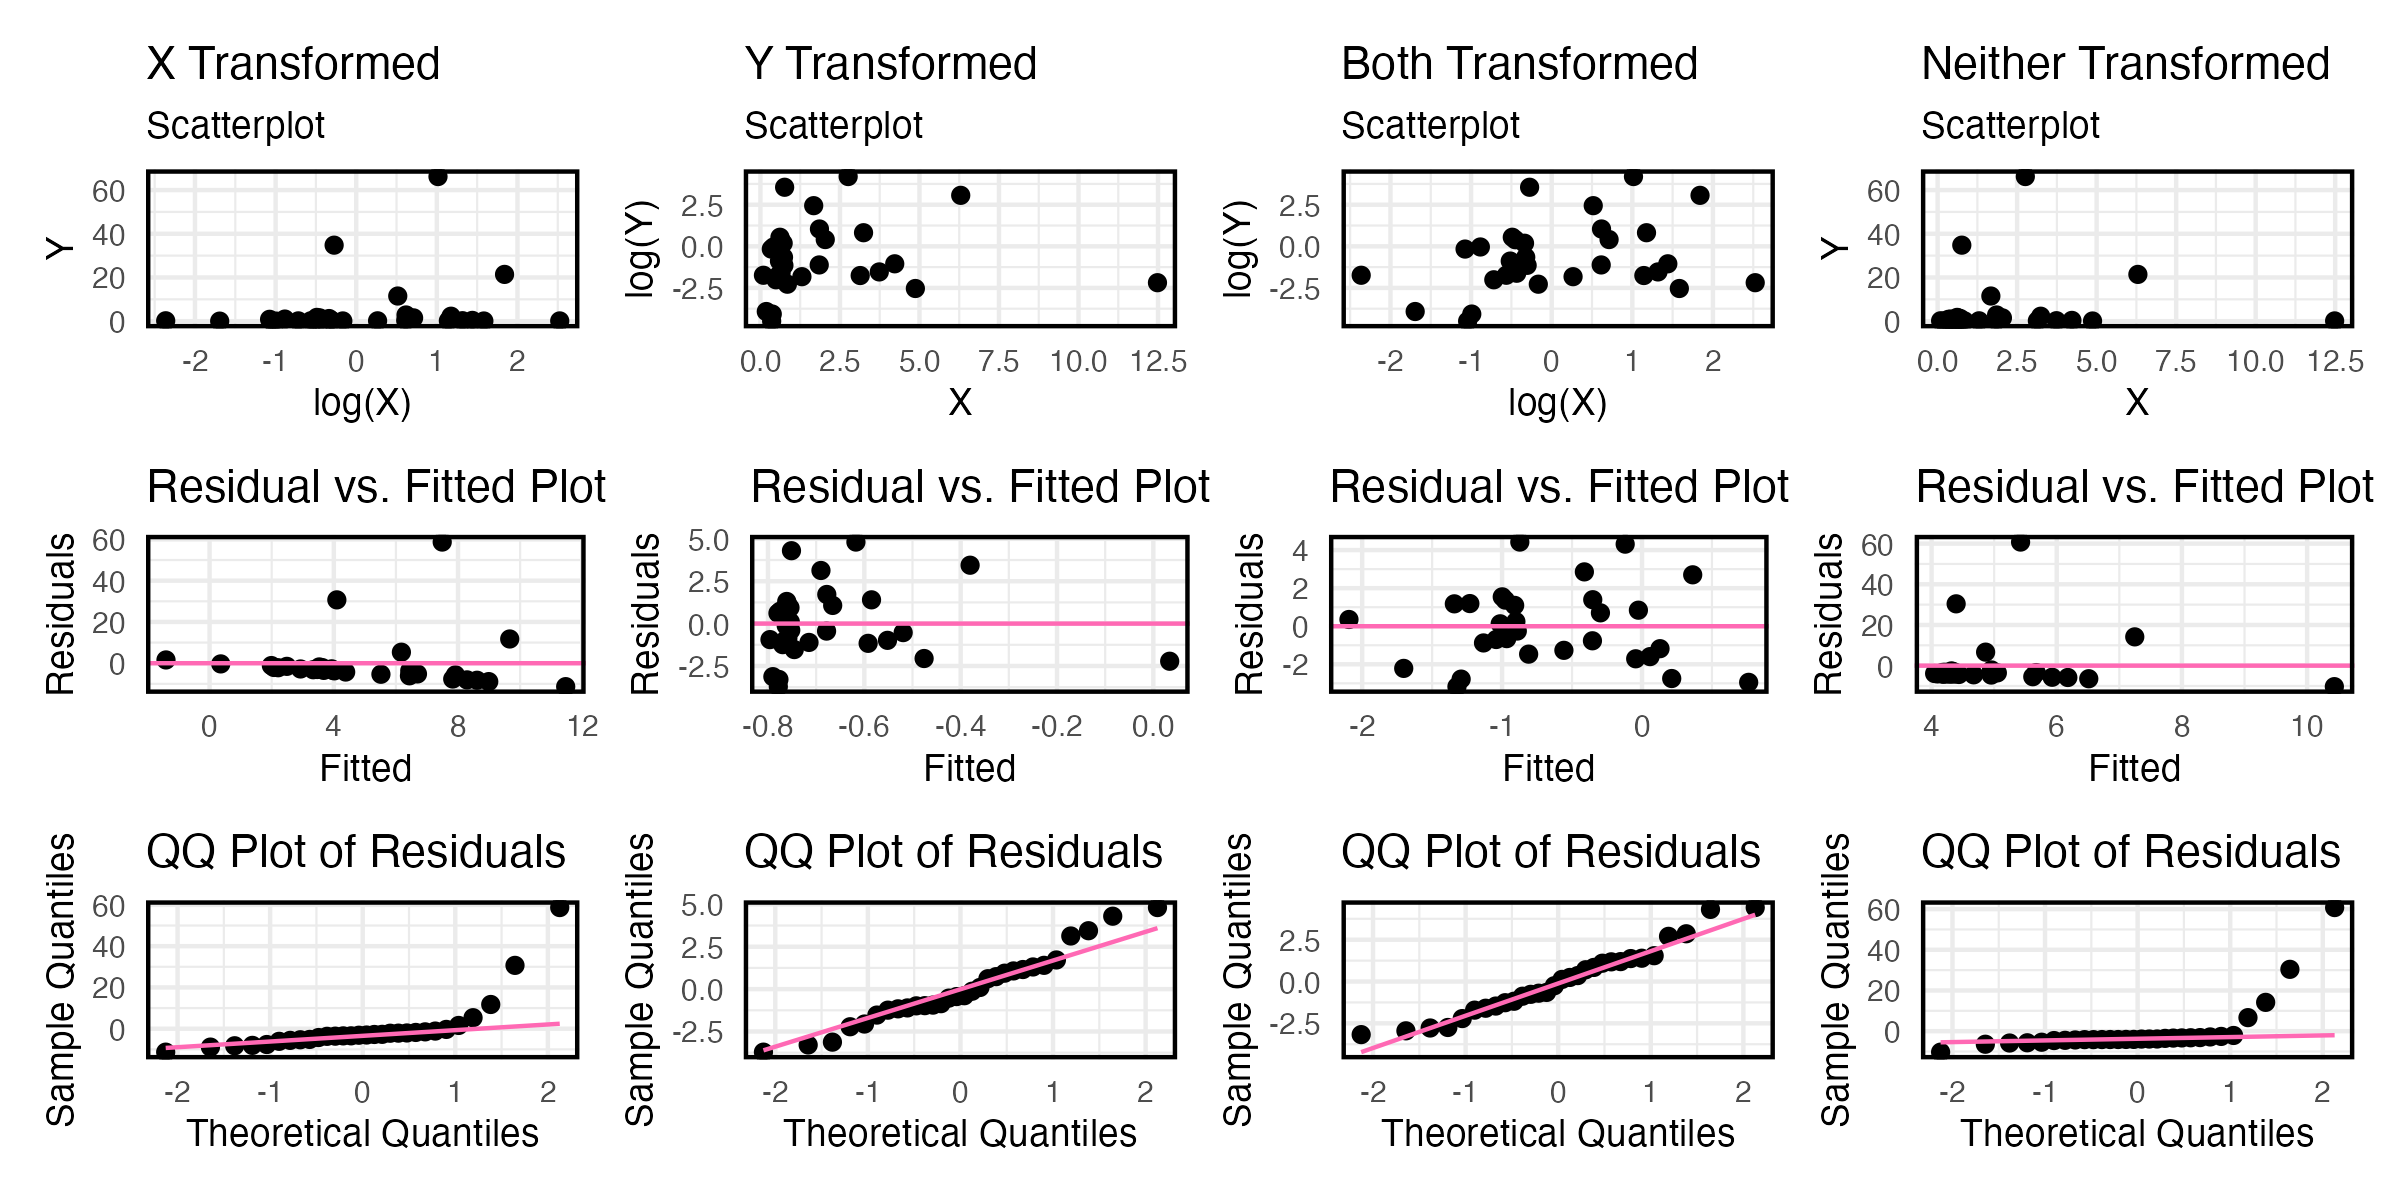 X Transformed
Y Transformed
Both Transformed
Neither Transformed
Scatterplot
Scatterplot
Scatterplot
Scatterplot
Y
60
40
20
0
-2 -1 0 1 2
log(X)
log(Y)
2.5
0.0
-2.5
0.0 2.5 5.0 7.5 10.0 12.5
X
log(Y)
2.5
0.0
-2.5
-2 -1 0 1 2
log(X)
Y
60
40
20
0
0.0 2.5 5.0 7.5 10.0 12.5
X
Residual vs. Fitted Plot
Residual vs. Fitted Plot
Residual vs. Fitted Plot
Residual vs. Fitted Plot
Residuals
60
40
20
0
0 4 8 12
Fitted
Residuals
5.0
2.5
0.0
-2.5
-0.8 -0.6 -0.4 -0.2 0.0
Fitted
Residuals
4
2
0
-2
-2 -1 0
Fitted
Residuals
60
40
20
0
4 6 8 10
Fitted
QQ Plot of Residuals
QQ Plot of Residuals
QQ Plot of Residuals
QQ Plot of Residuals
Sample Quantiles
60
40
20
0
-2 -1 0 1 2
Theoretical Quantiles
Sample Quantiles
5.0
2.5
0.0
-2.5
-2 -1 0 1 2
Theoretical Quantiles
Sample Quantiles
2.5
0.0
-2.5
-2 -1 0 1 2
Theoretical Quantiles
Sample Quantiles
60
40
20
0
-2 -1 0 1 2
Theoretical Quantiles